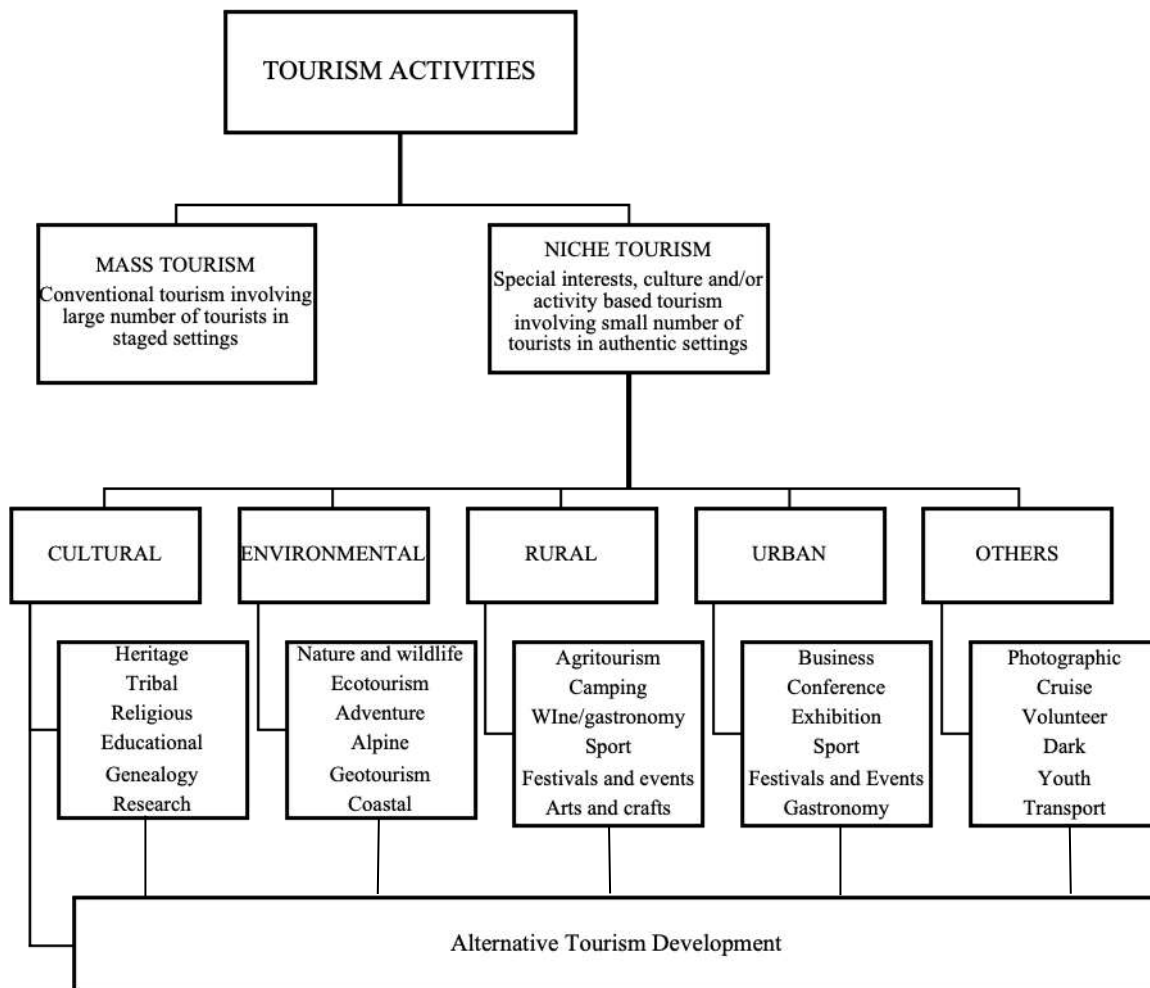 TOURISM ACTIVITIES
MASS TOURISM
Conventional tourism involving
large number of tourists in
staged settings
NICHE TOURISM
Special interests, culture and/or
activity based tourism
involving small number of
tourists in authentic settings
CULTURAL
ENVIRONMENTAL
RURAL
URBAN
OTHERS
Heritage
Tribal
Religious
Educational
Genealogy
Research
Nature and wildlife
Ecotourism
Adventure
Alpine
Geotourism
Coastal
Agritourism
Camping
WIne/gastronomy
Sport
Festivals and events
Arts and crafts
Business
Conference
Exhibition
Sport
Festivals and Events
Gastronomy
Photographic
Cruise
Volunteer
Dark
Youth
Transport
Alternative Tourism Development